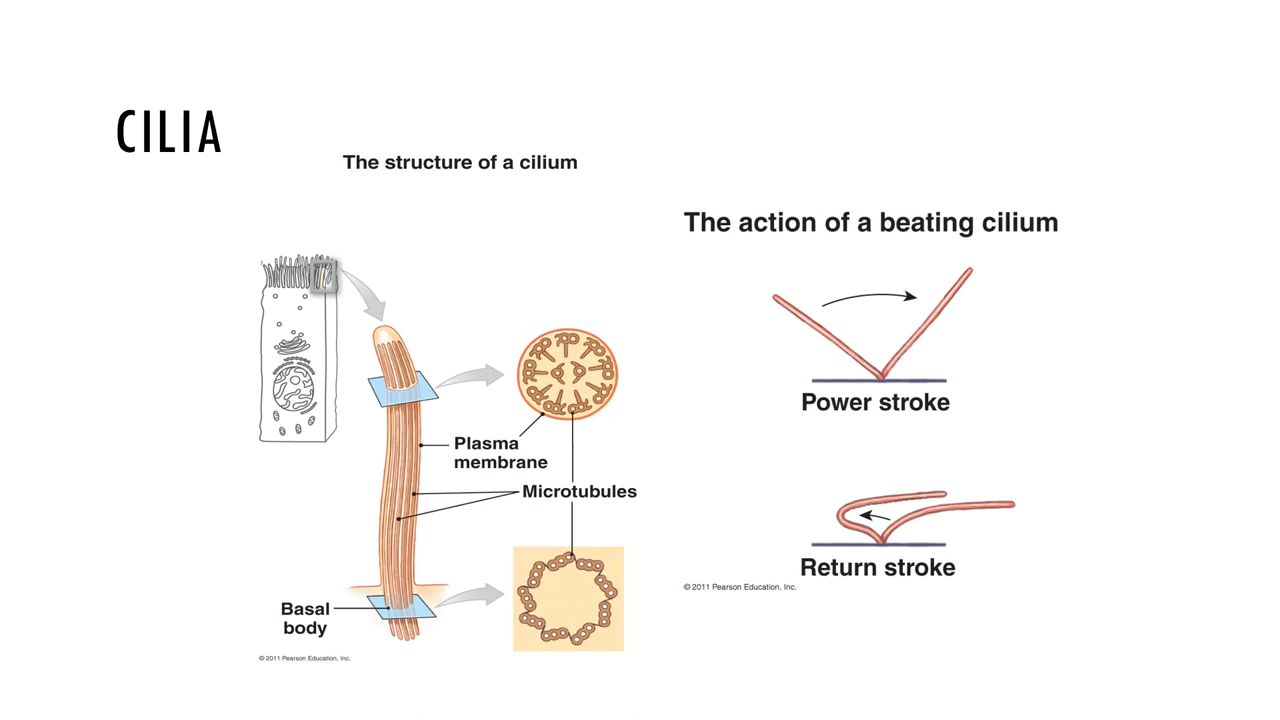 CILIA
The structure of a cilium
Plasma
membrane
Microtubules
Basal
body
© 2011 Pearson Education, Inc.
The action of a beating cilium
Power stroke
Return stroke
© 2011 Pearson Education, Inc.